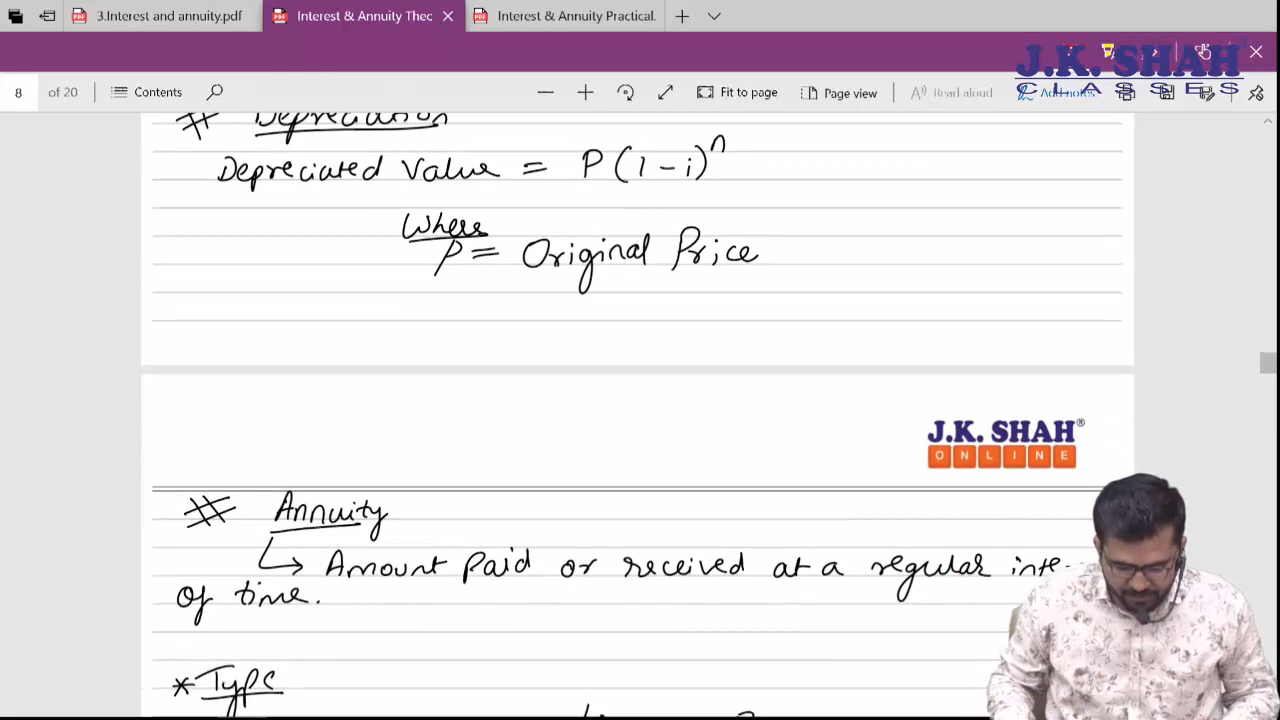 3.Interest and annuity.pdf
Interest & Annuity Thec
Interest & Annuity Practical.
J.K. SHAH
CLASSES
8 of 20
Contents
Fit to page
Page view
Read aloud
Add notes
# Depreciation
Depreciated Value = P(1-i)^n
Where
P = Original Price
J.K. SHAH®
ONLINE
# Annuity
↳ Amount Paid or received at a regular inte
of time.
* Type